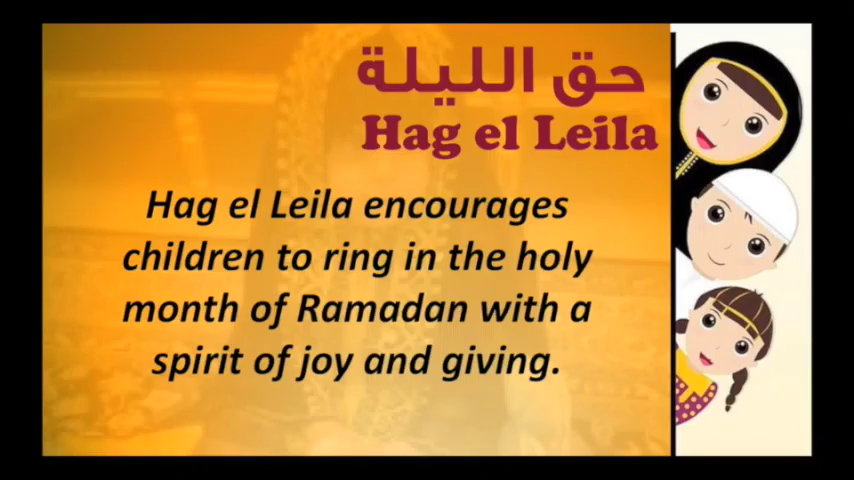 حق الليلة
Hag el Leila
Hag el Leila encourages
children to ring in the holy
month of Ramadan with a
spirit of joy and giving.